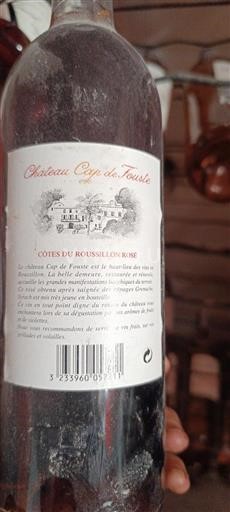 Château Cap de Fouste
CÔTES DU ROUSSILLON ROSÉ
Le château Cap de Fouste est le haut-lieu des vins du
Roussillon. La belle demeure, restaurée et rénovée,
accueille les grandes manifestations bachiques du terroir.
Ce rosé obtenu après saignée des cépages Grenache,
Syrah est mis très jeune en bouteille.
Ce vin en tout point digne du renom du château vous
enchantera lors de sa dégustation par ses arômes de fruits
et de violettes.
Nous vous recommandons de servir ce vin frais, sur vos
grillades et volailles.
3 233960 057211